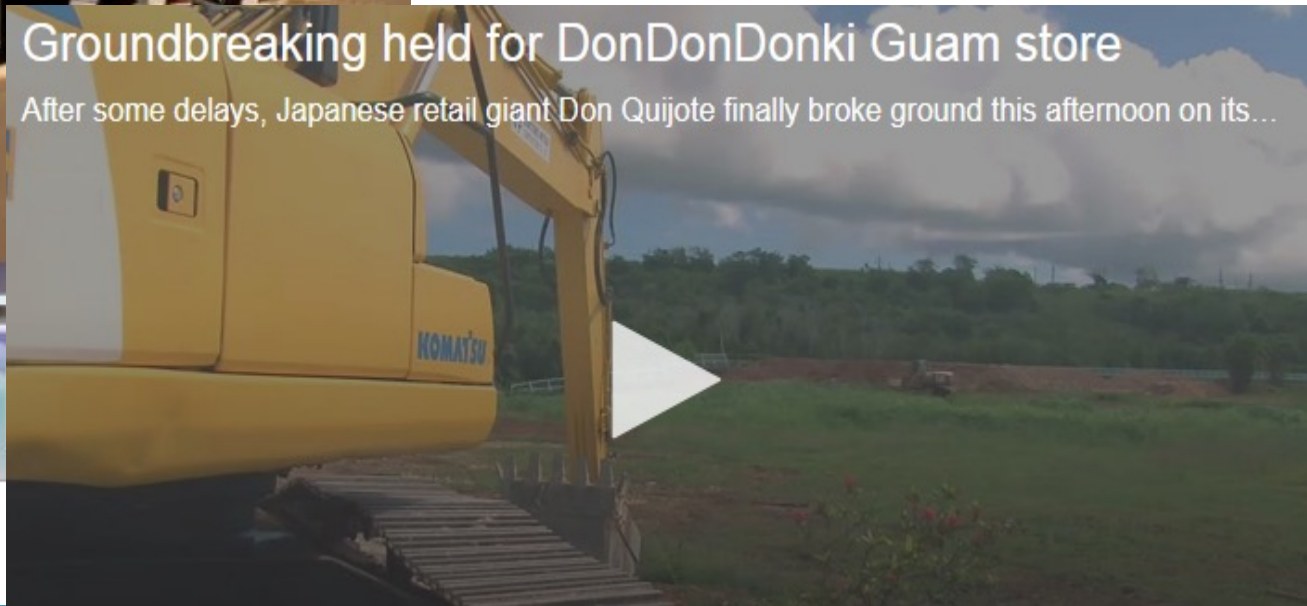 Groundbreaking held for DonDonDonki Guam store
After some delays, Japanese retail giant Don Quijote finally broke ground this afternoon on its...
KOMATSU